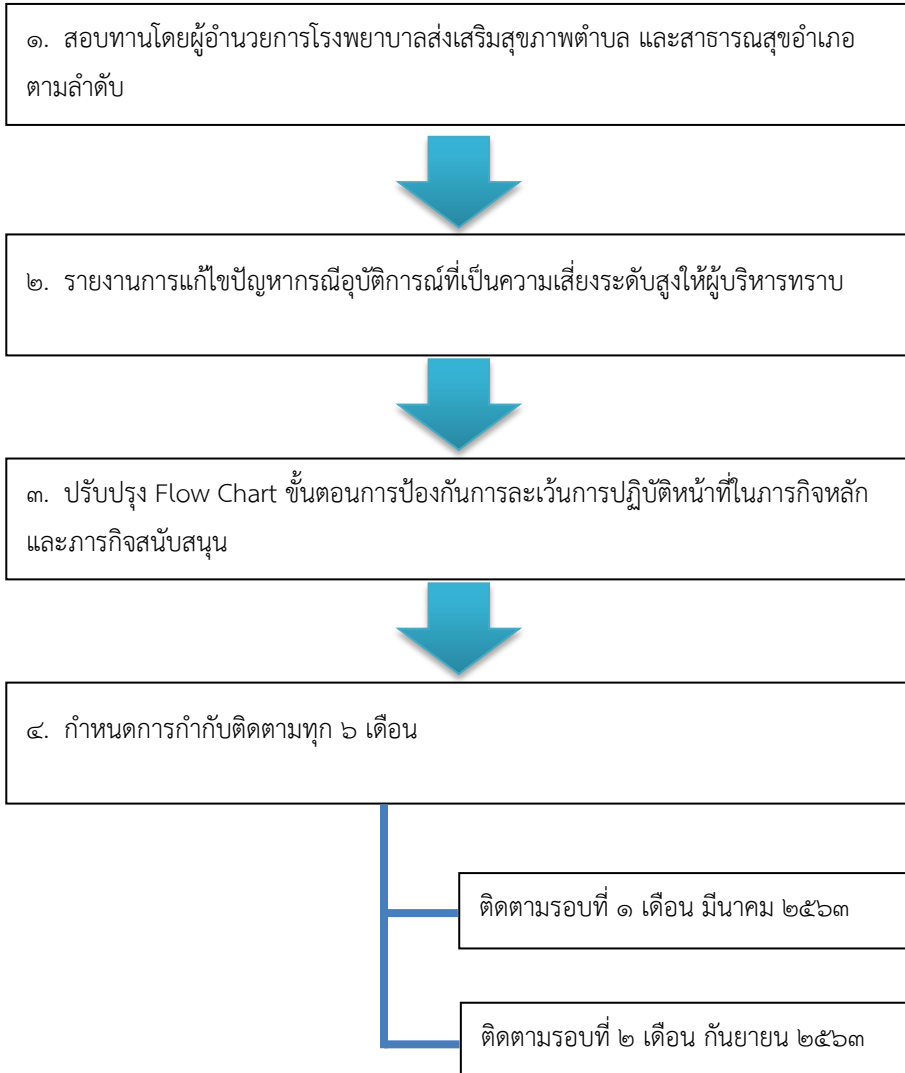 ๑. สอบทานโดยผู้อำนวยการโรงพยาบาลส่งเสริมสุขภาพตำบล และสาธารณสุขอำเภอ
ตามลำดับ
๒. รายงานการแก้ไขปัญหากรณีอุบัติการณ์ที่เป็นความเสี่ยงระดับสูงให้ผู้บริหารทราบ
๓. ปรับปรุง Flow Chart ขั้นตอนการป้องกันการละเว้นการปฏิบัติหน้าที่ในภารกิจหลัก
และภารกิจสนับสนุน
๔. กำหนดการกำกับติดตามทุก ๖ เดือน
ติดตามรอบที่ ๑ เดือน มีนาคม ๒๕๖๓
ติดตามรอบที่ ๒ เดือน กันยายน ๒๕๖๓